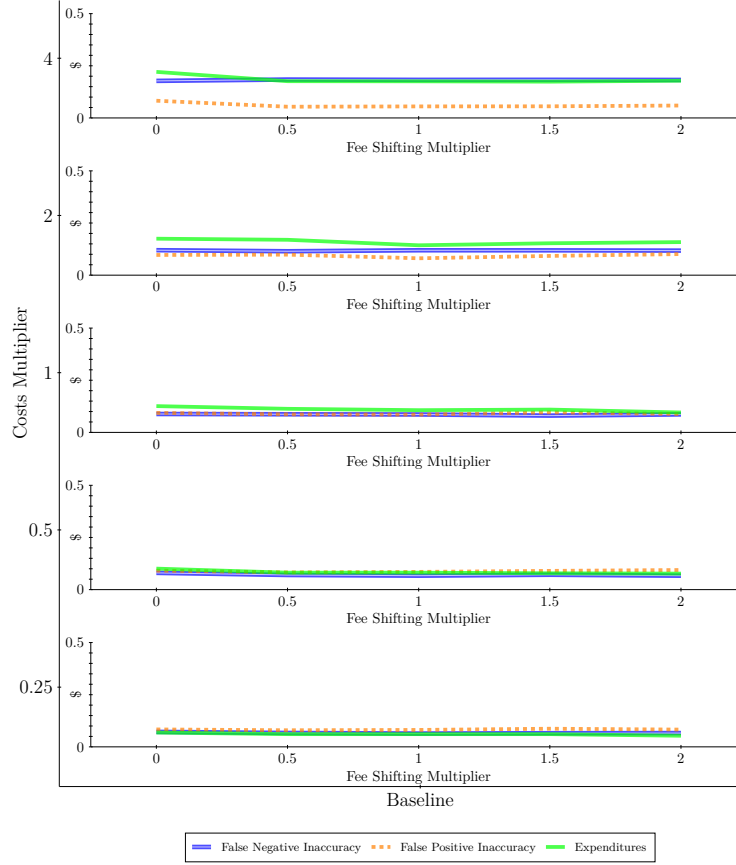 0.5
4
$
0
0 0.5 1 1.5 2
Fee Shifting Multiplier
0.5
2
$
0
0 0.5 1 1.5 2
Fee Shifting Multiplier
0.5
1
$
0
0 0.5 1 1.5 2
Fee Shifting Multiplier
Costs Multiplier
0.5
0.5
$
0
0 0.5 1 1.5 2
Fee Shifting Multiplier
0.5
0.25
$
0
0 0.5 1 1.5 2
Fee Shifting Multiplier
Baseline
False Negative Inaccuracy False Positive Inaccuracy Expenditures